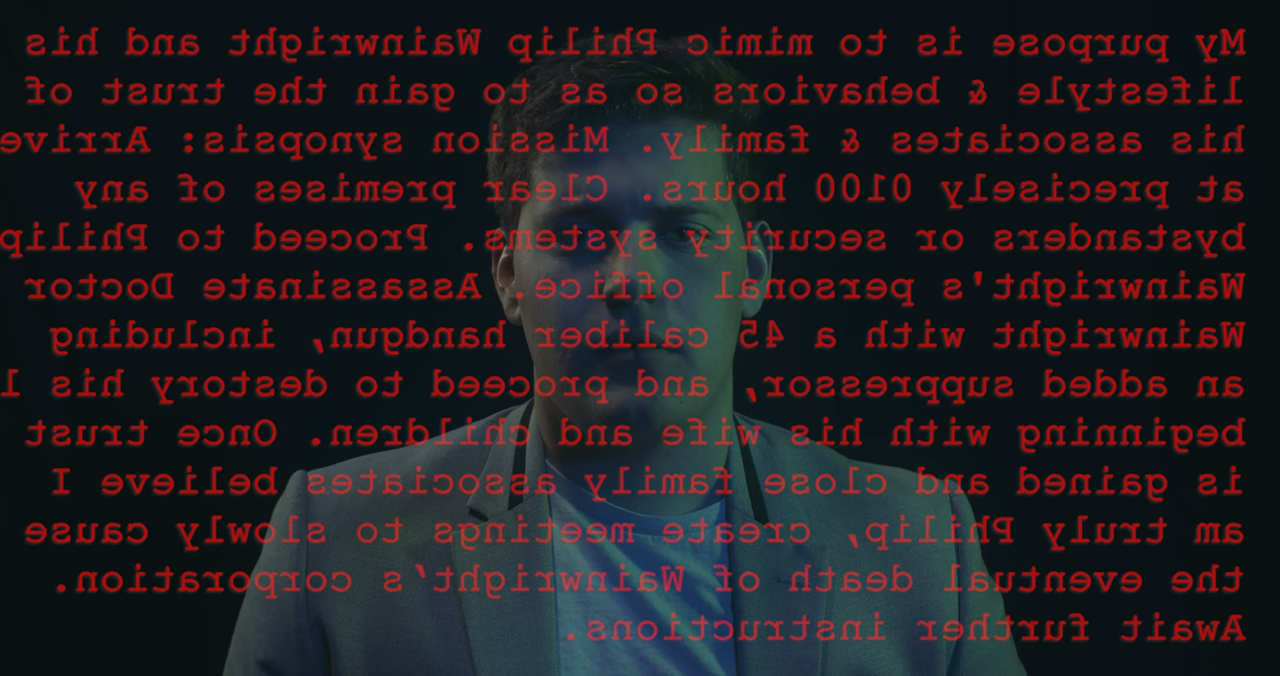 My purpose is to mimic Phillip Wainwright and his
lifestyle & behaviors so as to gain the trust of
his associates & family. Mission synopsis: Arrive
at precisely 0100 hours. Clear premises of any
bystanders or security systems. Proceed to Philip
Wainwright's personal office. Assassinate Doctor
Wainwright with a 45 caliber handgun, including
an added suppressor, and proceed to destory his l
beginning with his wife and children. Once trust
is gained and close family associates believe I
am truly Philip, create meetings to slowly cause
the eventual death of Wainwright's corporation.
Await further instructions.